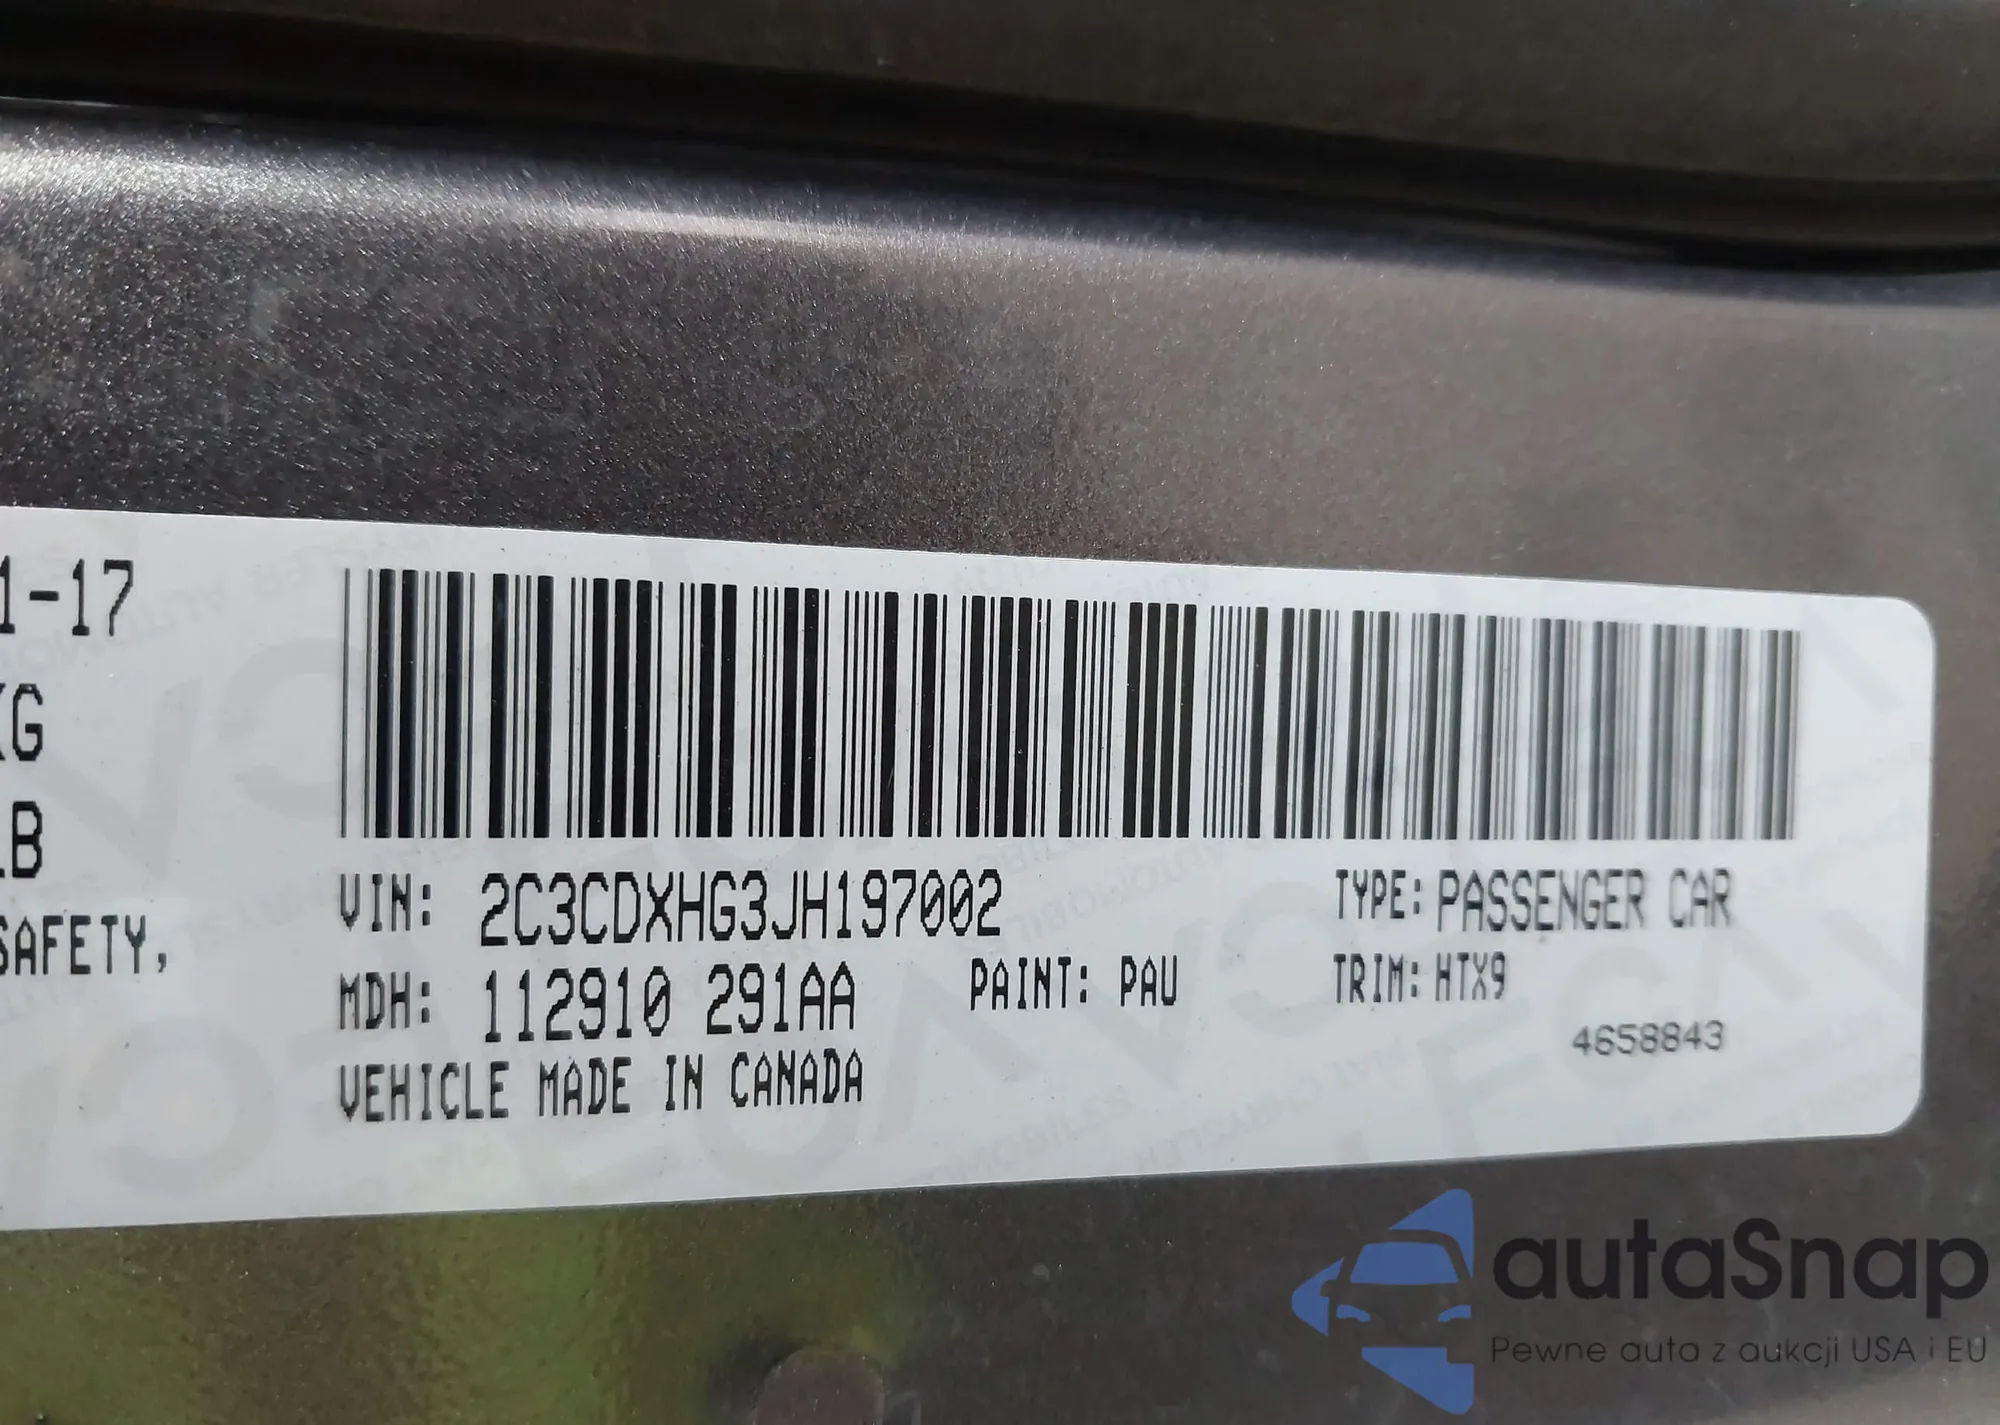 1-17
KG
LB
SAFETY,
VIN: 2C3CDXHG3JH197002
TYPE: PASSENGER CAR
MDH: 112910 291AA
PAINT: PAU
TRIM: HTX9
VEHICLE MADE IN CANADA
4658843
autaSnap
Pewne auta z aukcji USA i EU